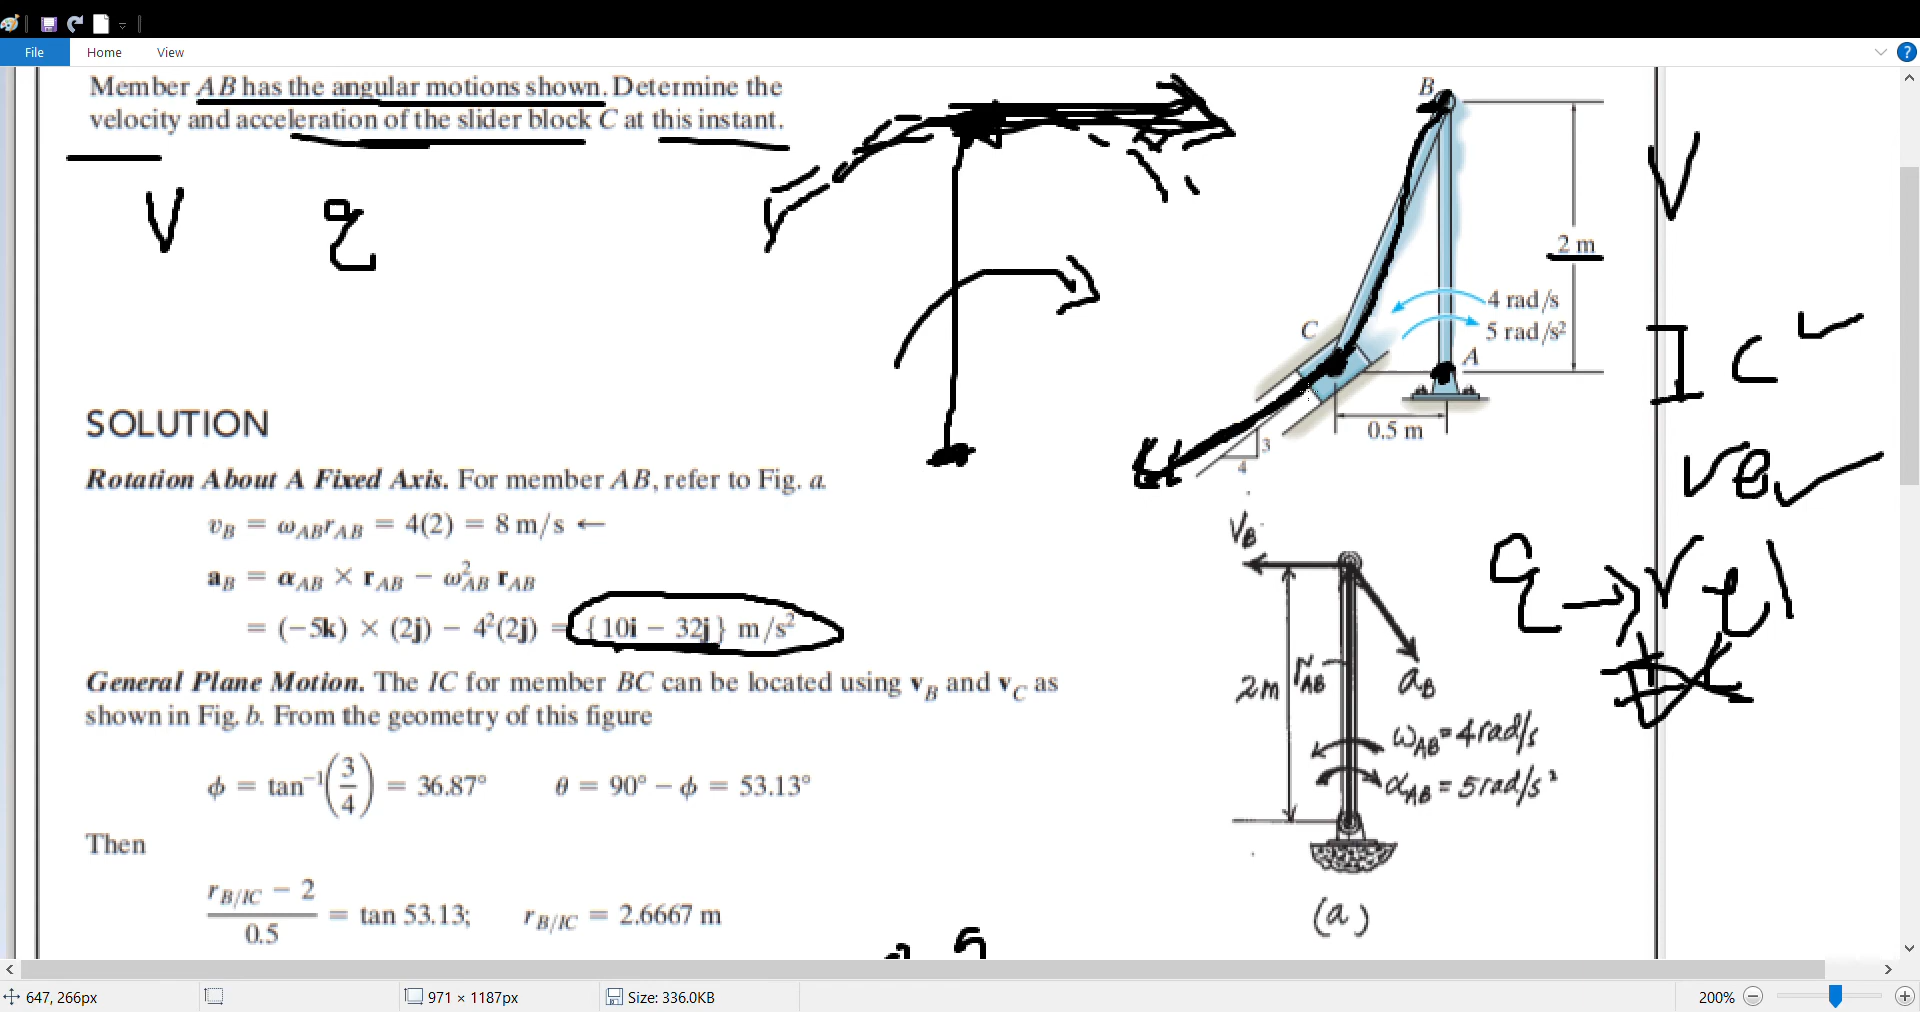 File Home View
Member AB has the angular motions shown. Determine the
velocity and acceleration of the slider block C at this instant.
V a
B
2 m
4 rad/s
5 rad/s²
C
A
0.5 m
3
4
V
I C ✓
VB ✓
SOLUTION
Rotation About A Fixed Axis. For member AB, refer to Fig. a.
v_B = ω_AB r_AB = 4(2) = 8 m/s ←
a_B = α_AB × r_AB − ω²_AB r_AB
= (−5k) × (2j) − 4²(2j) = {10i − 32j} m/s²
General Plane Motion. The IC for member BC can be located using v_B and v_C as
shown in Fig. b. From the geometry of this figure
ϕ = tan⁻¹(3/4) = 36.87° θ = 90° − ϕ = 53.13°
Then
(r_B/IC − 2)/0.5 = tan 53.13; r_B/IC = 2.6667 m
V_B
2m
r_AB
a_B
ω_AB = 4 rad/s
α_AB = 5 rad/s²
(a)
647, 266px 971 × 1187px Size: 336.0KB 200%